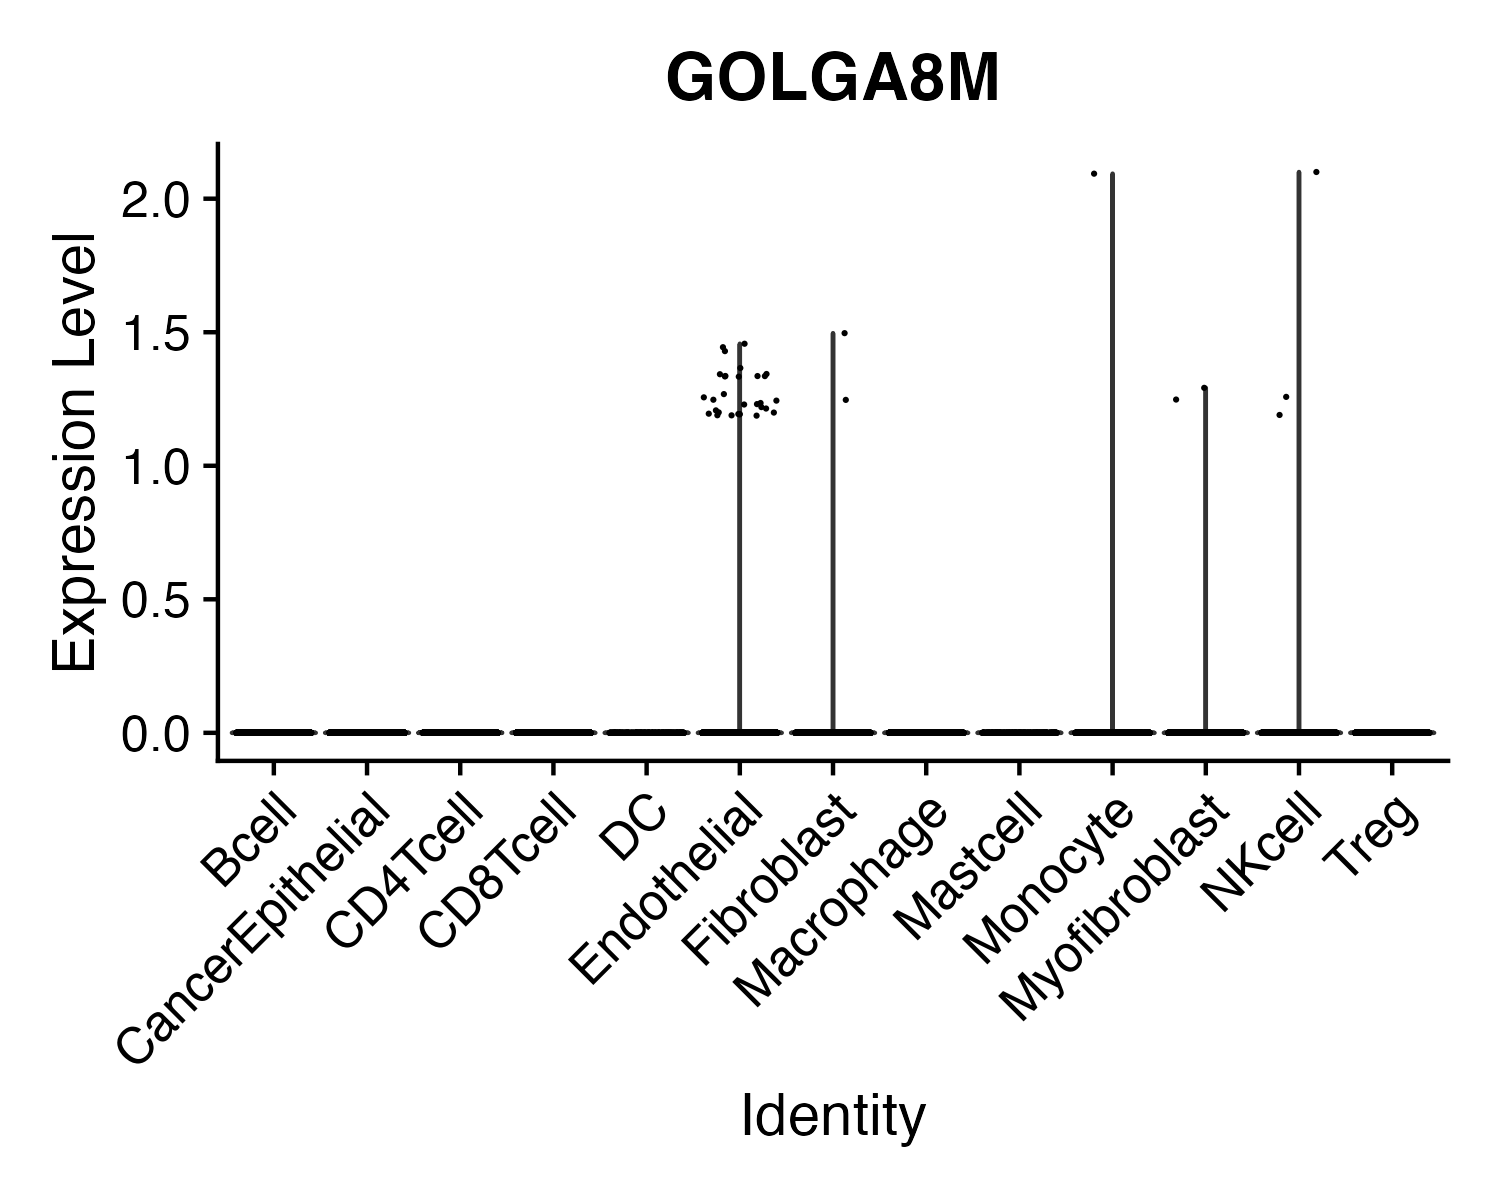 GOLGA8M
Expression Level
2.0
1.5
1.0
0.5
0.0
Bcell
CancerEpithelial
CD4Tcell
CD8Tcell
DC
Endothelial
Fibroblast
Macrophage
Mastcell
Monocyte
Myofibroblast
NKcell
Treg
Identity